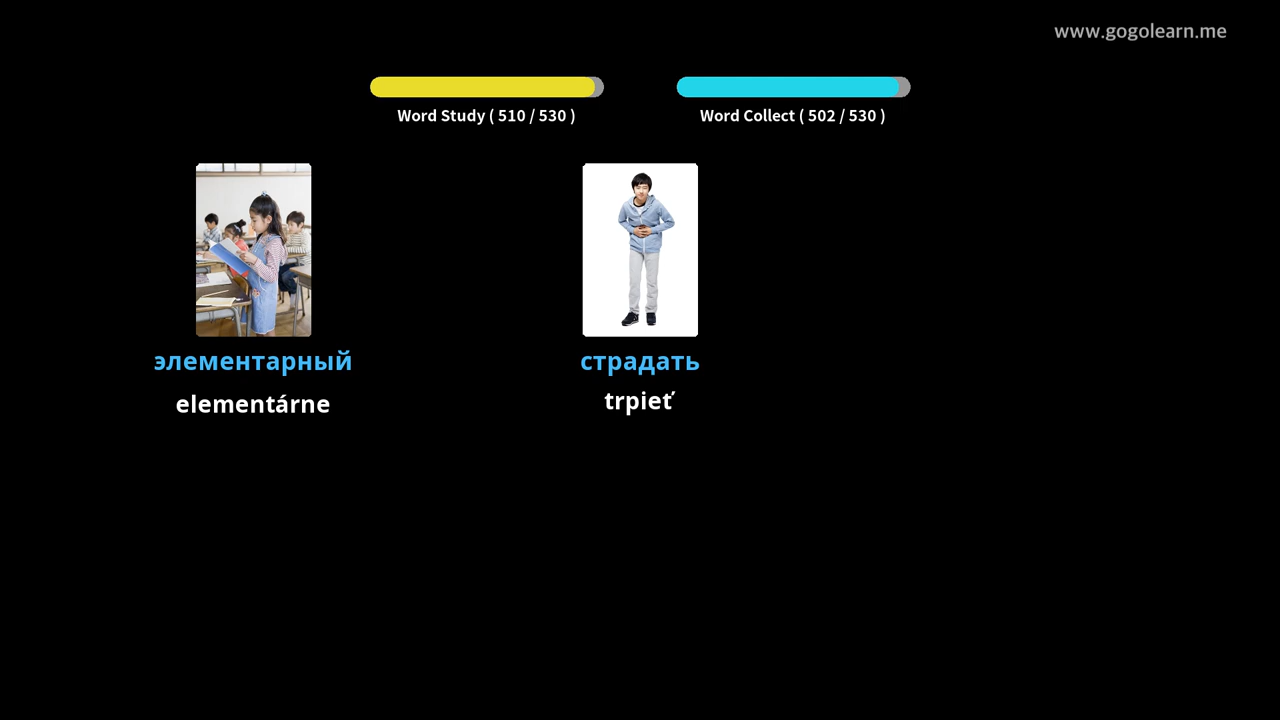 www.gogolearn.me
Word Study ( 510 / 530 )
Word Collect ( 502 / 530 )
элементарный
elementárne
страдать
trpieť